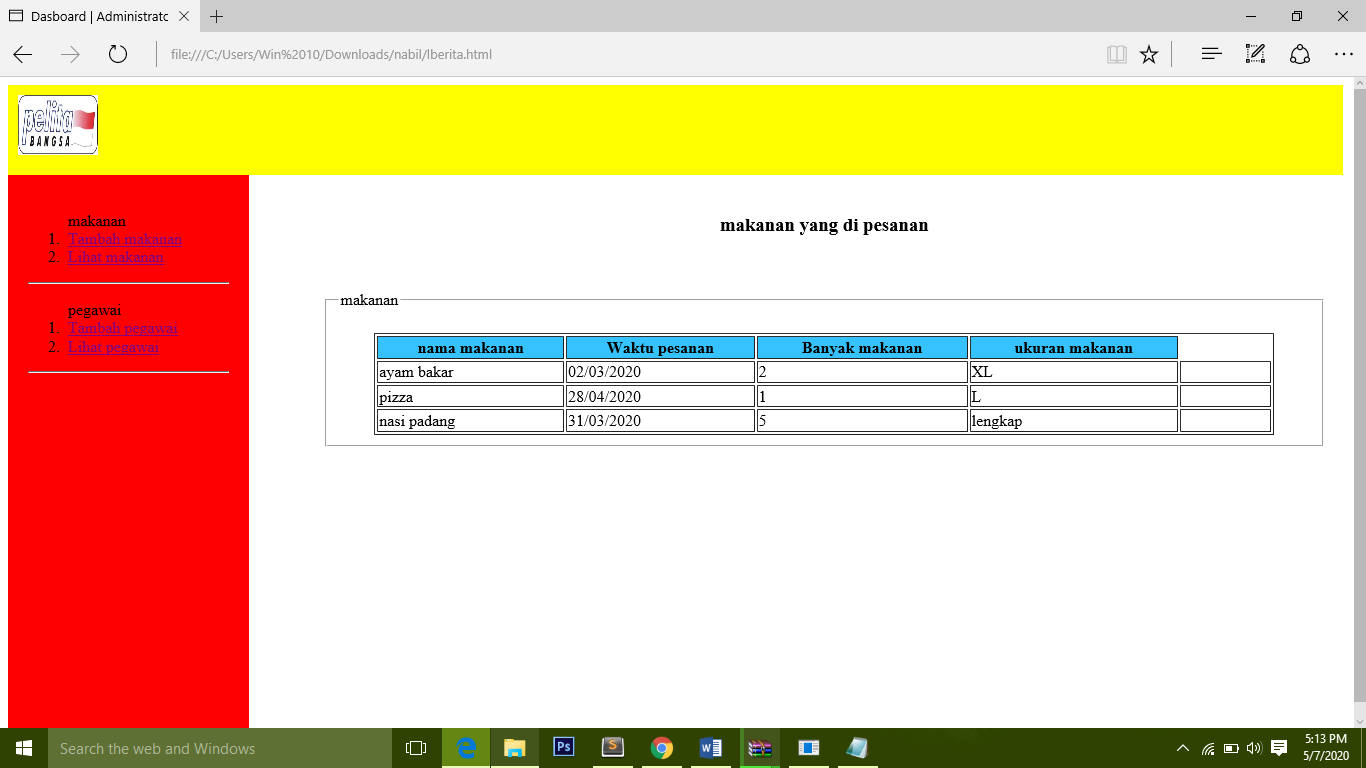 Dasboard | Administrato
file:///C:/Users/Win%2010/Downloads/nabil/lberita.html
pelita
BANGSA
makanan
1. Tambah makanan
2. Lihat makanan
pegawai
1. Tambah pegawai
2. Lihat pegawai
makanan yang di pesanan
makanan
nama makanan Waktu pesanan Banyak makanan ukuran makanan
ayam bakar 02/03/2020 2 XL
pizza 28/04/2020 1 L
nasi padang 31/03/2020 5 lengkap
Search the web and Windows
Ps
S
W
5:13 PM
5/7/2020